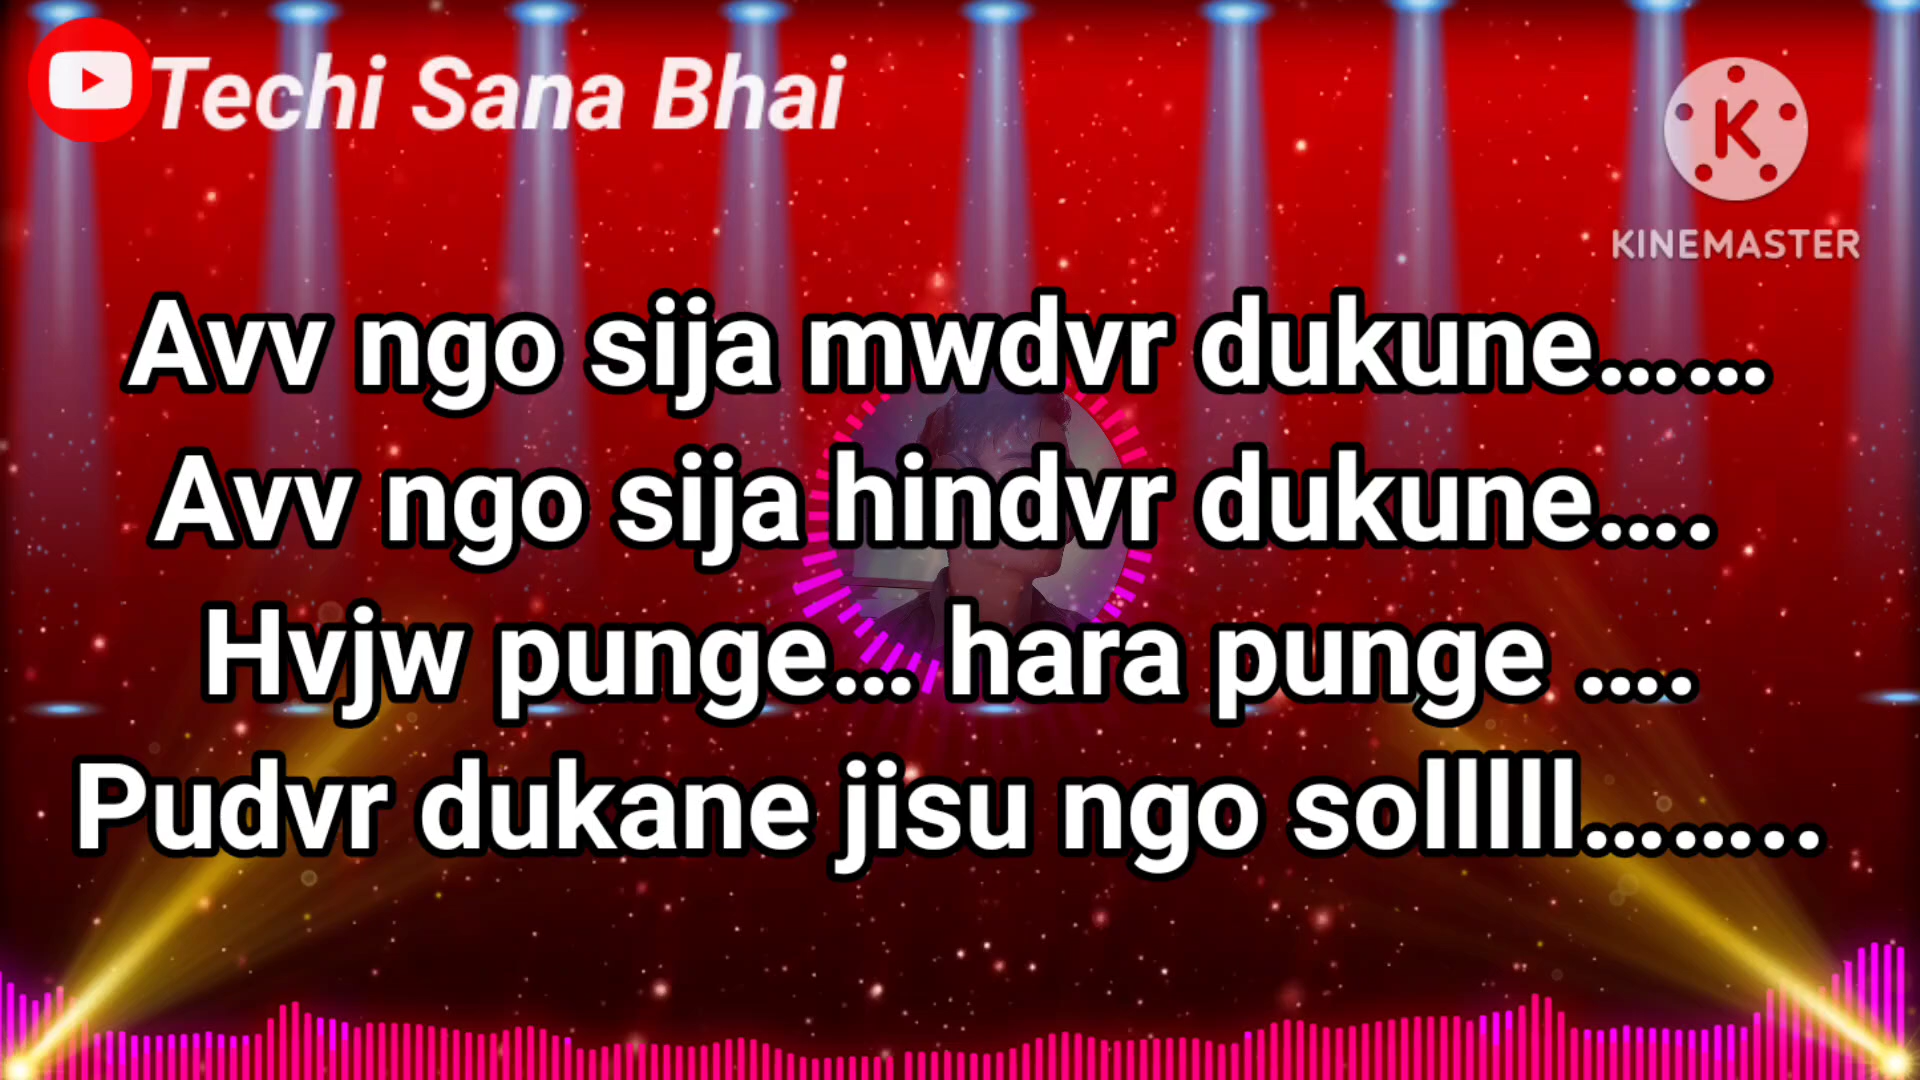 Techi Sana Bhai
KINEMASTER
Avv ngo sija mwdvr dukune......
Avv ngo sija hindvr dukune....
Hvjw punge... hara punge ....
Pudvr dukane jisu ngo solllll........